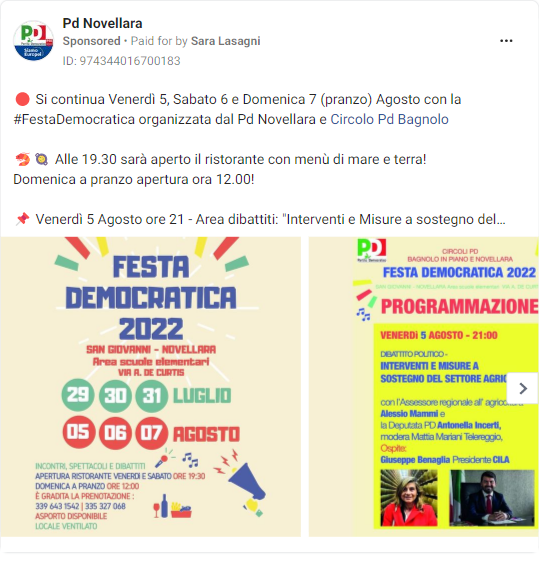 Pd Novellara
Sponsored • Paid for by Sara Lasagni
ID: 974344016700183
Si continua Venerdì 5, Sabato 6 e Domenica 7 (pranzo) Agosto con la
#FestaDemocratica organizzata dal Pd Novellara e Circolo Pd Bagnolo
Alle 19.30 sarà aperto il ristorante con menù di mare e terra!
Domenica a pranzo apertura ora 12.00!
Venerdì 5 Agosto ore 21 - Area dibattiti: "Interventi e Misure a sostegno del...
FESTA
DEMOCRATICA
2022
SAN GIOVANNI - NOVELLARA
Area scuole elementari
VIA A. DE CURTIS
29 30 31 LUGLIO
05 06 07 AGOSTO
INCONTRI, SPETTACOLI E DIBATTITI
APERTURA RISTORANTE VENERDI E SABATO ORE 19:30
DOMENICA A PRANZO ORE 12:00
È GRADITA LA PRENOTAZIONE :
339 643 1542 | 335 327 068
ASPORTO DISPONIBILE
LOCALE VENTILATO
PD
CIRCOLI PD
BAGNOLO IN PIANO E NOVELLARA
FESTA DEMOCRATICA 2022
SAN GIOVANNI - NOVELLARA Area scuole elementari - VIA A. DE CURT
PROGRAMMAZIONE
VENERDì 5 AGOSTO - 21:00
DIBATTITO POLITICO -
INTERVENTI E MISURE A
SOSTEGNO DEL SETTORE AGRIC
con l'Assessore regionale all' agricoltura
Alessio Mammi e
la Deputata PD Antonella Incerti,
modera Mattia Mariani Telereggio,
Ospite:
Giuseppe Benaglia Presidente CILA